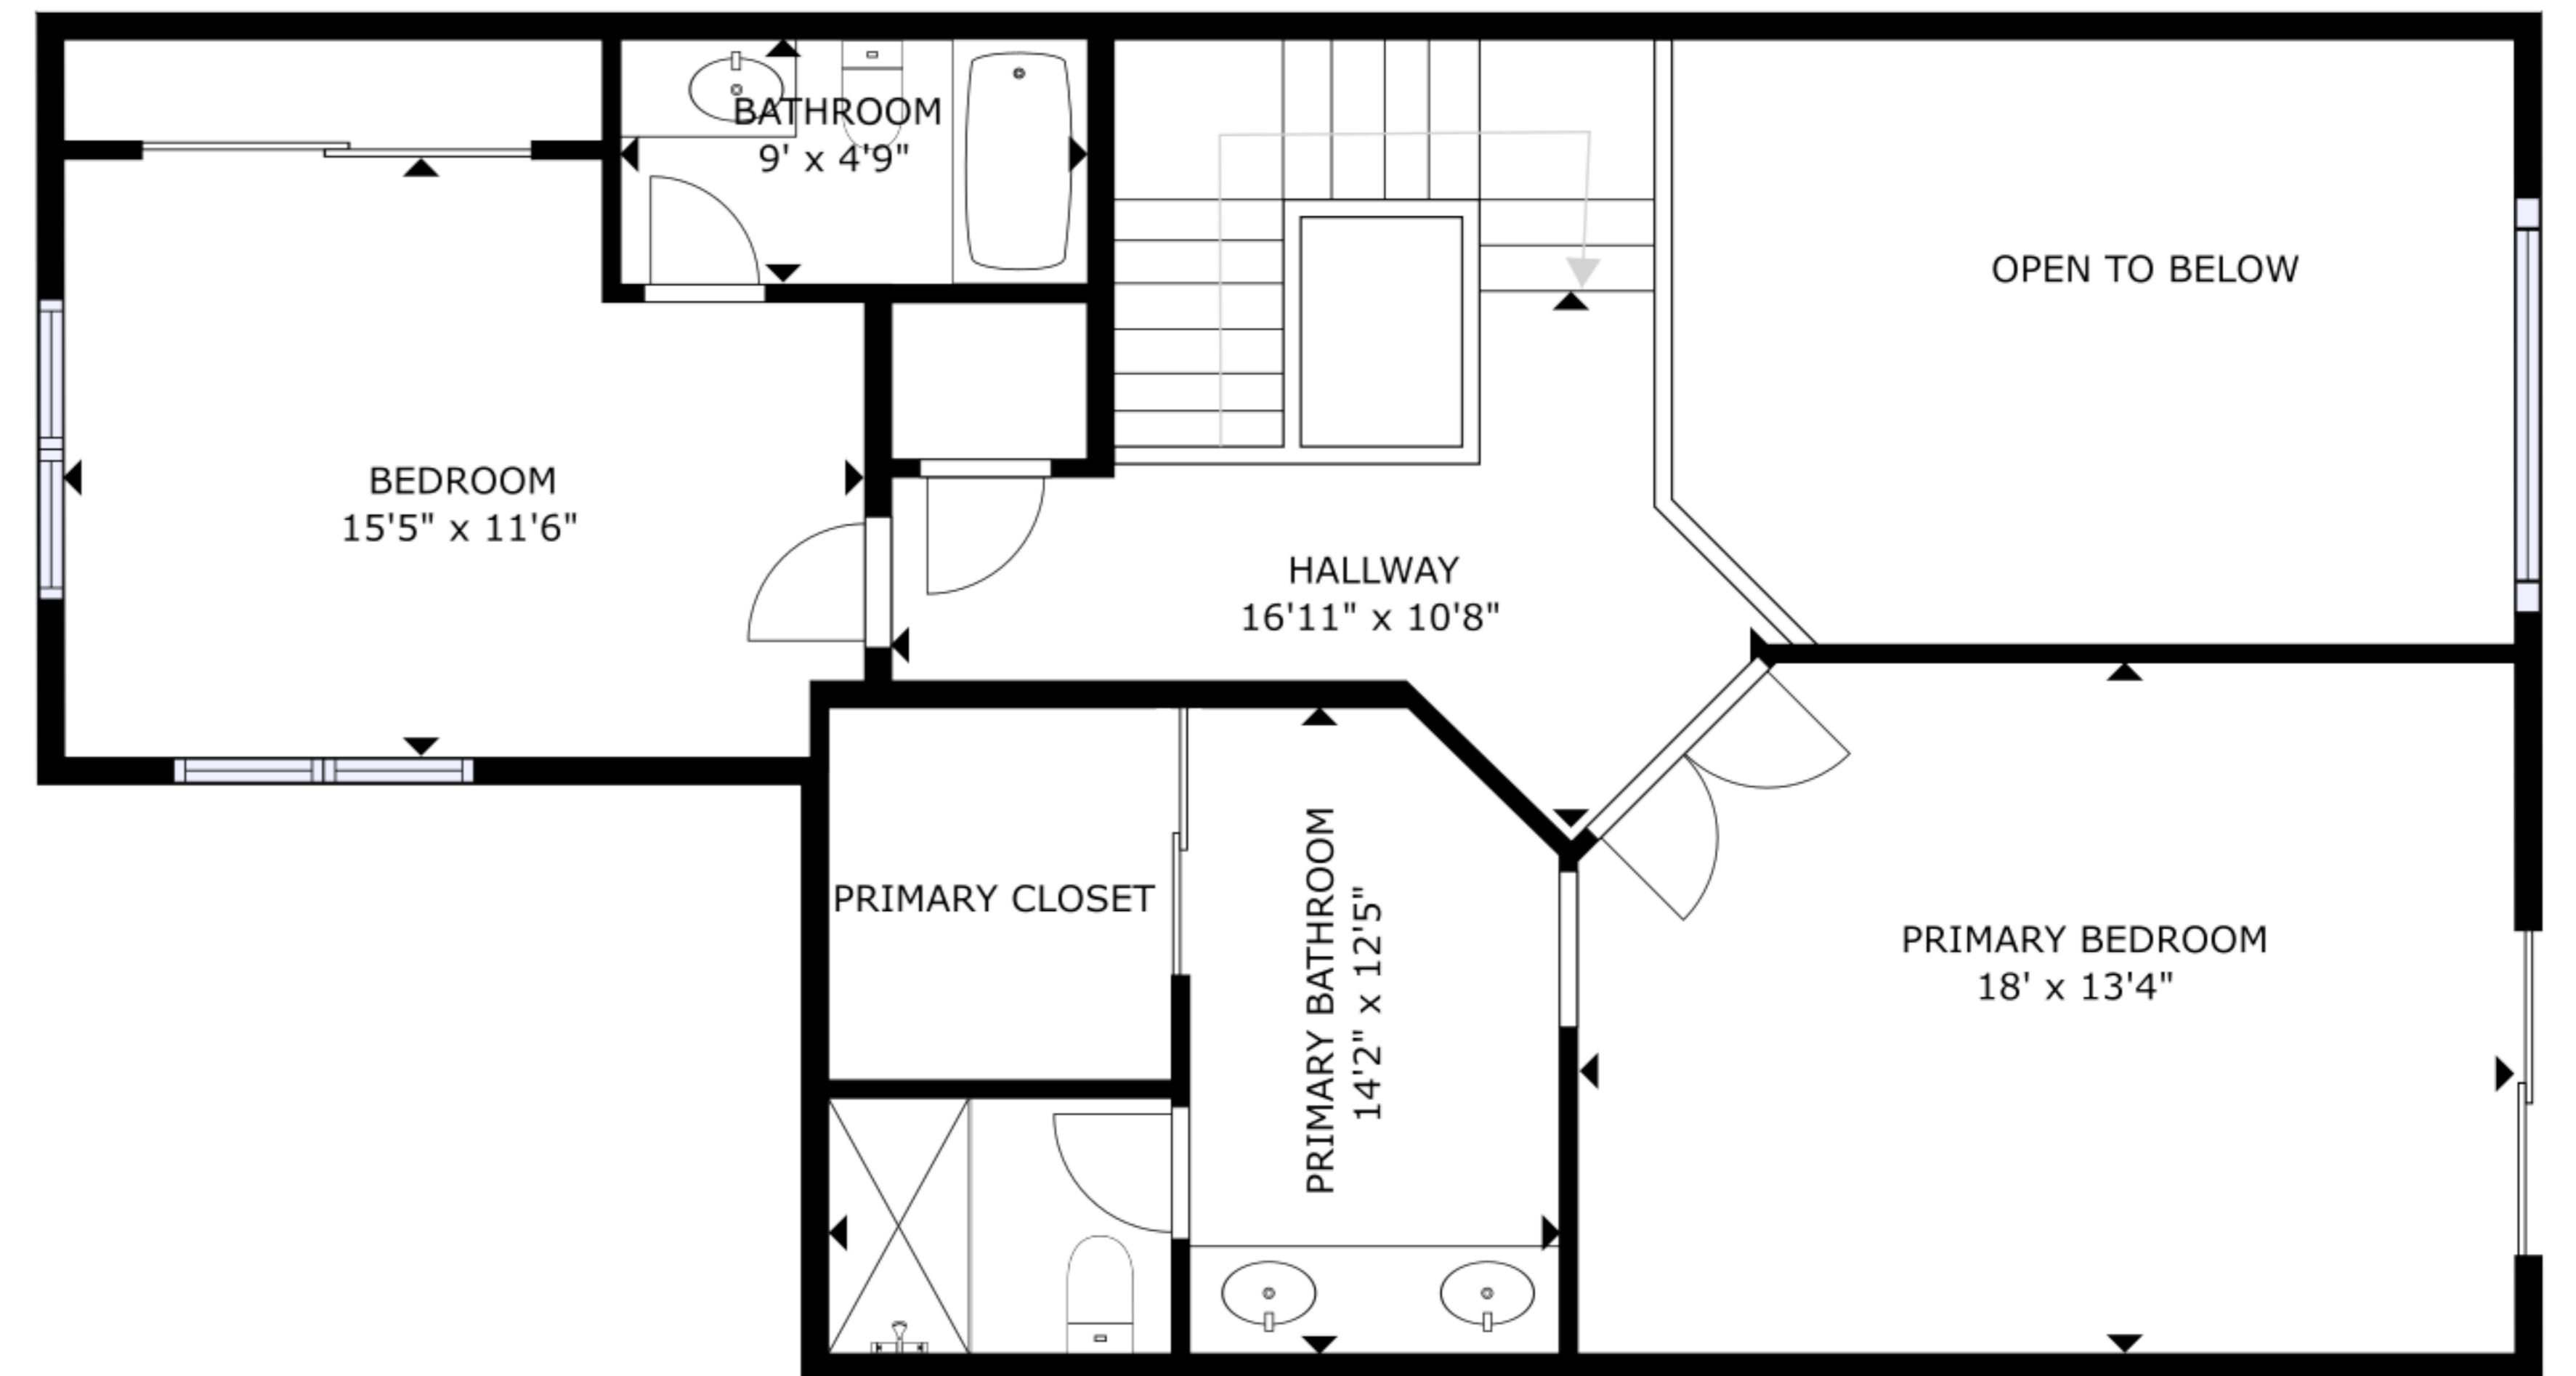 BATHROOM
9' x 4'9"
OPEN TO BELOW
BEDROOM
15'5" x 11'6"
HALLWAY
16'11" x 10'8"
PRIMARY CLOSET
PRIMARY BATHROOM
14'2" x 12'5"
PRIMARY BEDROOM
18' x 13'4"